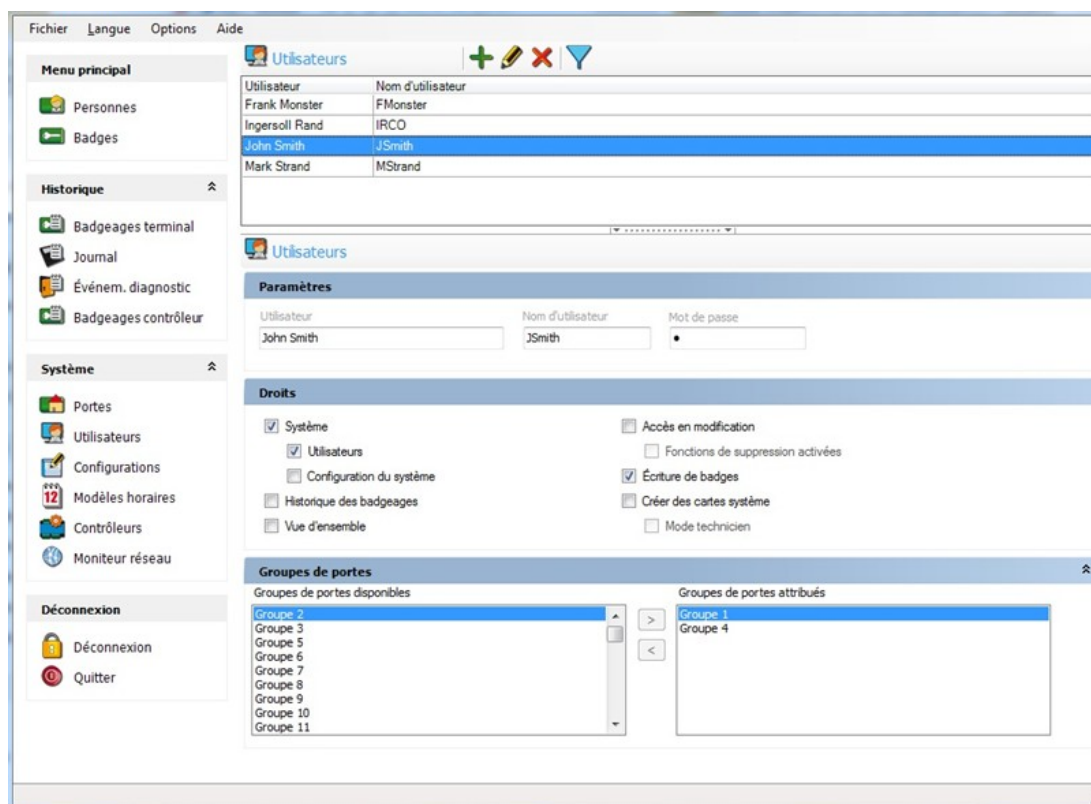 Fichier Langue Options Aide
Menu principal
Personnes
Badges
Historique
Badgeages terminal
Journal
Événem. diagnostic
Badgeages contrôleur
Système
Portes
Utilisateurs
Configurations
12 Modèles horaires
Contrôleurs
Moniteur réseau
Déconnexion
Déconnexion
Quitter
Utilisateurs
Utilisateur Nom d'utilisateur
Frank Monster FMonster
Ingersoll Rand IRCO
John Smith JSmith
Mark Strand MStrand
Utilisateurs
Paramètres
Utilisateur Nom d'utilisateur Mot de passe
John Smith JSmith •
Droits
Système Accès en modification
Utilisateurs Fonctions de suppression activées
Configuration du système Écriture de badges
Historique des badgeages Créer des cartes système
Vue d'ensemble Mode technicien
Groupes de portes
Groupes de portes disponibles
Groupe 2
Groupe 3
Groupe 5
Groupe 6
Groupe 7
Groupe 8
Groupe 9
Groupe 10
Groupe 11
>
<
Groupes de portes attribués
Groupe 1
Groupe 4